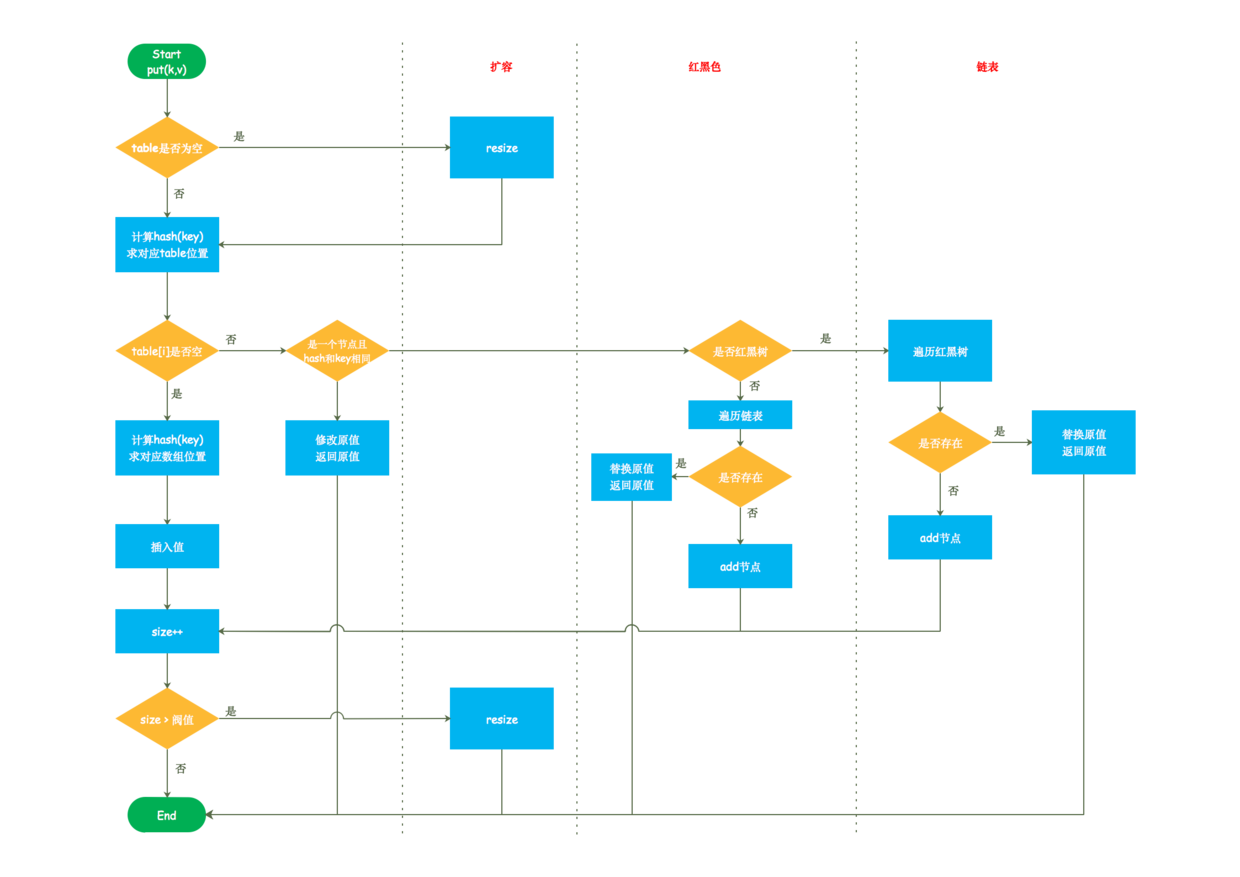 Start
put(k,v)
扩容
红黑色
链表
table是否为空
是
resize
否
计算hash(key)
求对应table位置
table[i]是否空
否
是一个节点且
hash和key相同
是否红黑树
是
遍历红黑树
是
否
遍历链表
计算hash(key)
求对应数组位置
修改原值
返回原值
替换原值
返回原值
是
是否存在
是否存在
是
替换原值
返回原值
否
否
插入值
add节点
add节点
size++
size > 阀值
是
resize
否
End